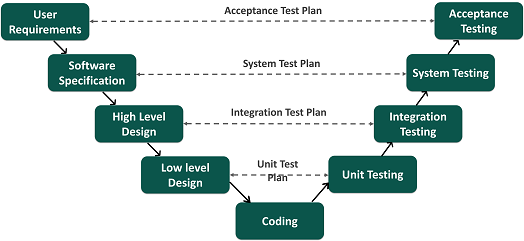 User
Requirements
Acceptance Test Plan
Acceptance
Testing
Software
Specification
System Test Plan
System Testing
High Level
Design
Integration Test Plan
Integration
Testing
Low level
Design
Unit Test
Plan
Unit Testing
Coding